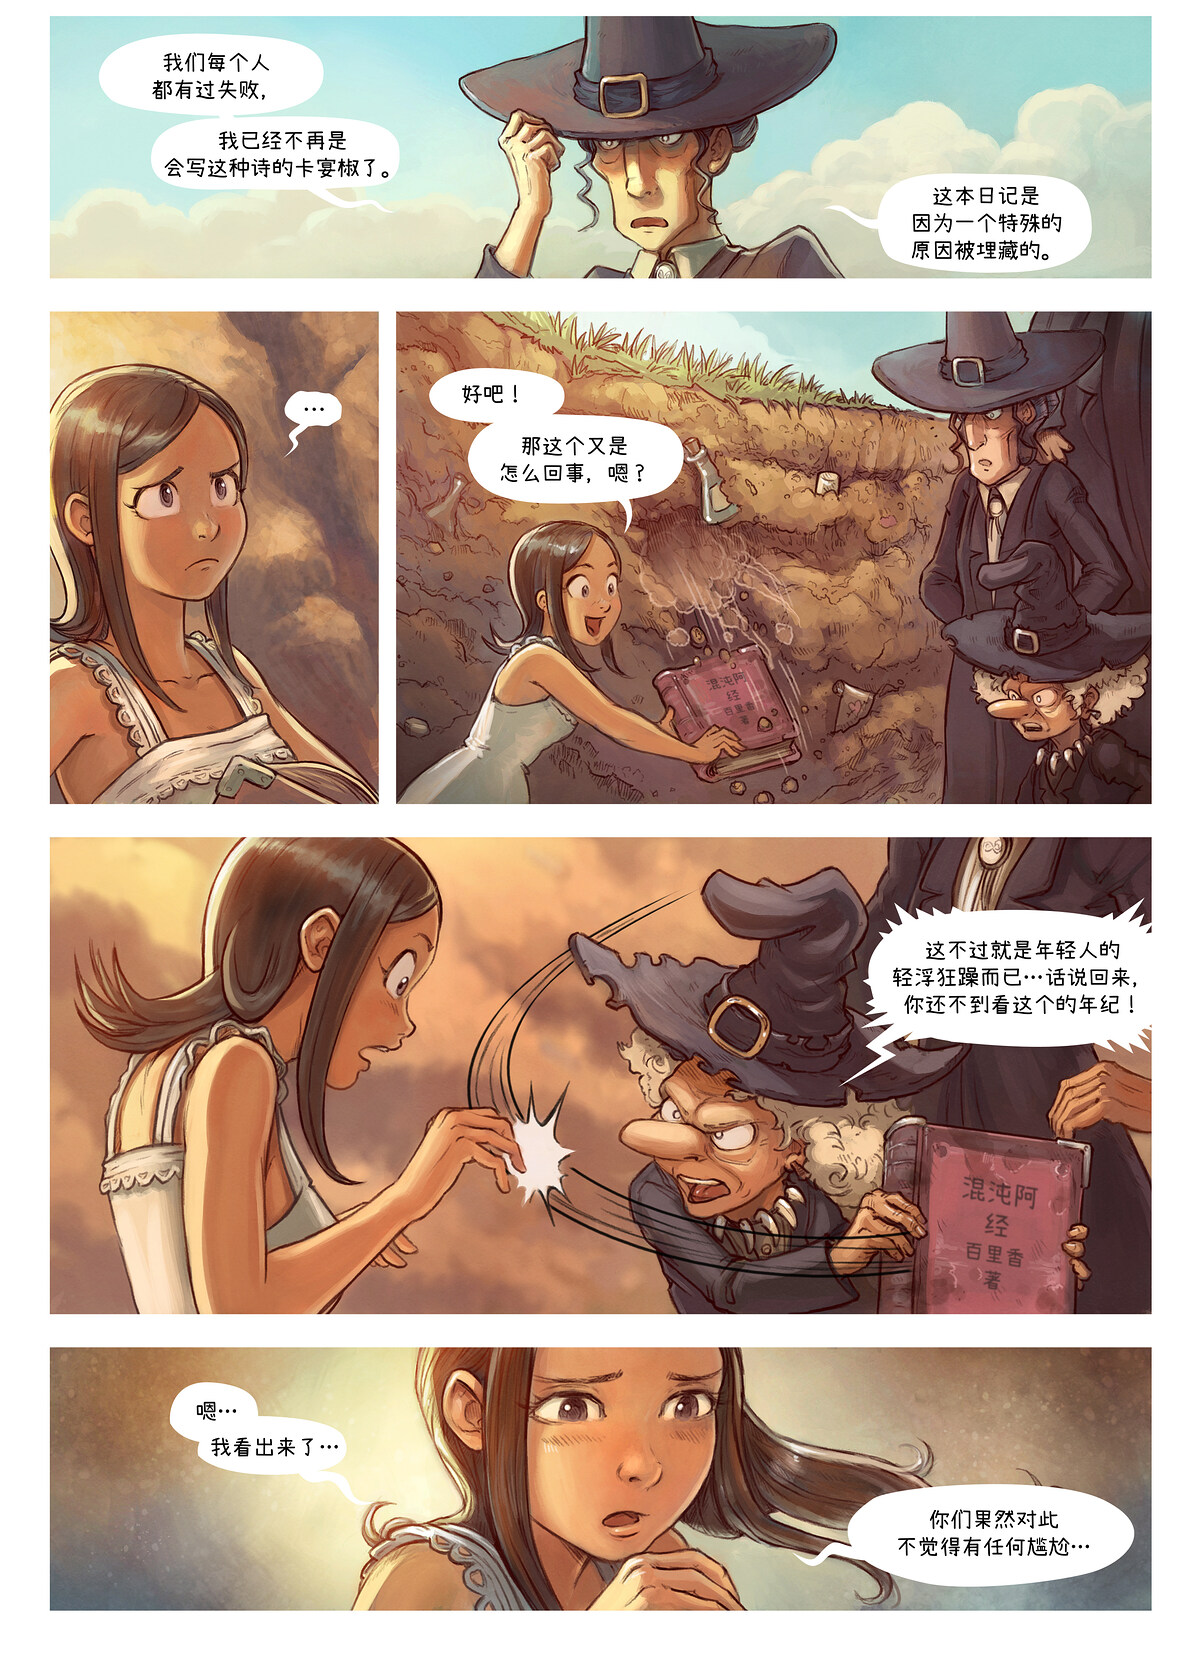 我们每个人
都有过失败，
我已经不再是
会写这种诗的卡宴椒了。
这本日记是
因为一个特殊的
原因被埋藏的。
…
好吧！
那这个又是
怎么回事，嗯？
混沌阿
经
百里香
著
这不过就是年轻人的
轻浮狂躁而已…话说回来，
你还不到看这个的年纪！
混沌阿
经
百里香
著
嗯…
我看出来了…
你们果然对此
不觉得有任何尴尬…